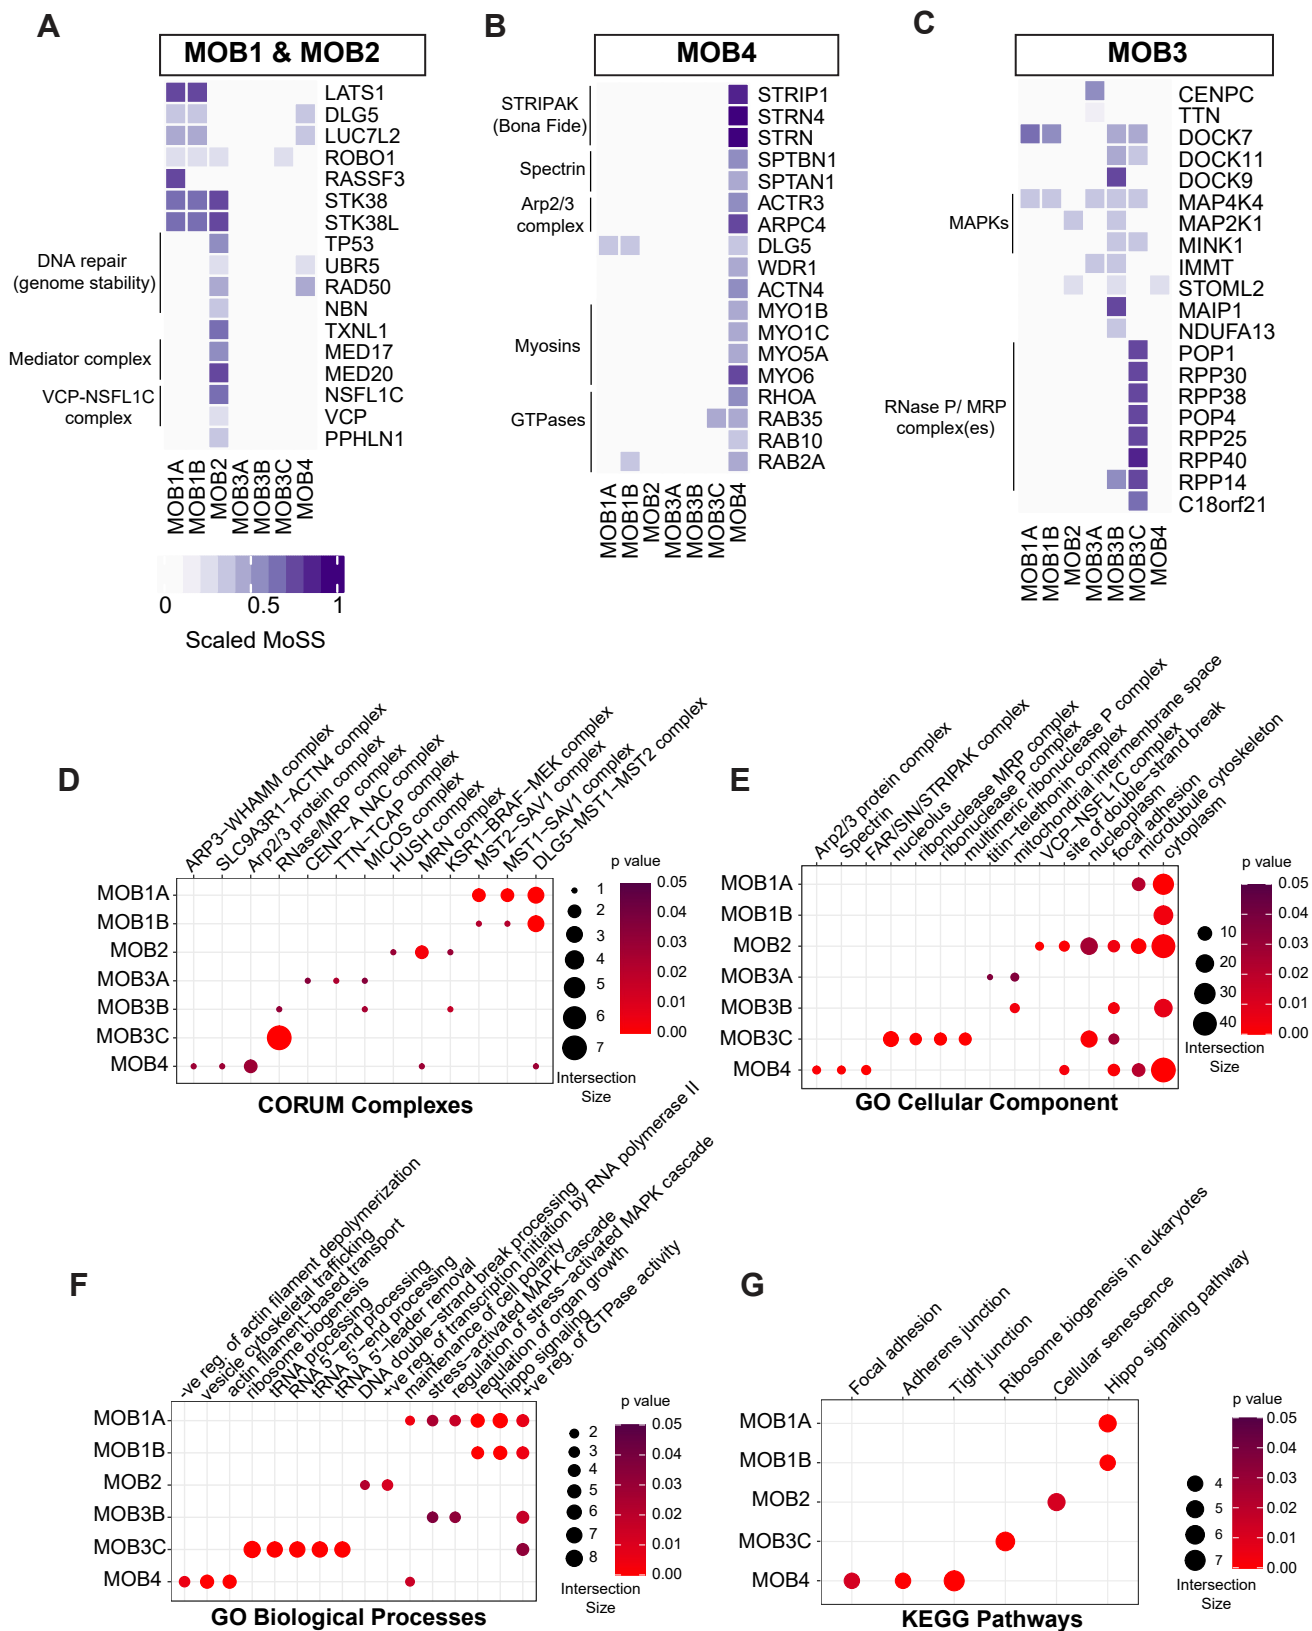 A
MOB1 & MOB2
LATS1
DLG5
LUC7L2
ROBO1
RASSF3
STK38
STK38L
TP53
UBR5
RAD50
NBN
TXNL1
MED17
MED20
NSFL1C
VCP
PPHLN1
DNA repair
(genome stability)
Mediator complex
VCP-NSFL1C
complex
MOB1A
MOB1B
MOB2
MOB3A
MOB3B
MOB3C
MOB4
0
0.5
1
Scaled MoSS
B
MOB4
STRIPAK
(Bona Fide)
Spectrin
Arp2/3
complex
Myosins
GTPases
STRIP1
STRN4
STRN
SPTBN1
SPTAN1
ACTR3
ARPC4
DLG5
WDR1
ACTN4
MYO1B
MYO1C
MYO5A
MYO6
RHOA
RAB35
RAB10
RAB2A
MOB1A
MOB1B
MOB2
MOB3A
MOB3B
MOB3C
MOB4
C
MOB3
MAPKs
RNase P/ MRP
complex(es)
CENPC
TTN
DOCK7
DOCK11
DOCK9
MAP4K4
MAP2K1
MINK1
IMMT
STOML2
MAIP1
NDUFA13
POP1
RPP30
RPP38
POP4
RPP25
RPP40
RPP14
C18orf21
MOB1A
MOB1B
MOB2
MOB3A
MOB3B
MOB3C
MOB4
D
ARP3−WHAMM complex
SLC9A3R1−ACTN4 complex
Arp2/3 protein complex
RNase/MRP complex
CENP−A NAC complex
TTN−TCAP complex
MICOS complex
HUSH complex
MRN complex
KSR1−BRAF−MEK complex
MST2−SAV1 complex
MST1−SAV1 complex
DLG5−MST1−MST2 complex
MOB1A
MOB1B
MOB2
MOB3A
MOB3B
MOB3C
MOB4
CORUM Complexes
1
2
3
4
5
6
7
Intersection
Size
p value
0.05
0.04
0.03
0.02
0.01
0.00
E
Arp2/3 protein complex
Spectrin
FAR/SIN/STRIPAK complex
nucleolus
ribonuclease MRP complex
ribonuclease P complex
multimeric ribonuclease P complex
titin−telethonin complex
mitochondrial intermembrane space
VCP−NSFL1C complex
site of double−strand break
nucleoplasm
focal adhesion
microtubule cytoskeleton
cytoplasm
MOB1A
MOB1B
MOB2
MOB3A
MOB3B
MOB3C
MOB4
GO Cellular Component
10
20
30
40
Intersection
Size
p value
0.05
0.04
0.03
0.02
0.01
0.00
F
-ve reg. of actin filament depolymerization
vesicle cytoskeletal trafficking
actin filament−based transport
ribosome biogenesis
tRNA processing
RNA 5'−end processing
tRNA 5'−end processing
tRNA 5'−leader removal
DNA double−strand break processing
+ve reg. of transcription initiation by RNA polymerase II
maintenance of cell polarity
stress−activated MAPK cascade
regulation of stress−activated MAPK cascade
regulation of organ growth
hippo signaling
+ve reg. of GTPase activity
MOB1A
MOB1B
MOB2
MOB3B
MOB3C
MOB4
GO Biological Processes
2
3
4
5
6
7
8
Intersection
Size
p value
0.05
0.04
0.03
0.02
0.01
0.00
G
Focal adhesion
Adherens junction
Tight junction
Ribosome biogenesis in eukaryotes
Cellular senescence
Hippo signaling pathway
MOB1A
MOB1B
MOB2
MOB3C
MOB4
KEGG Pathways
4
5
6
7
Intersection
Size
p value
0.05
0.04
0.03
0.02
0.01
0.00